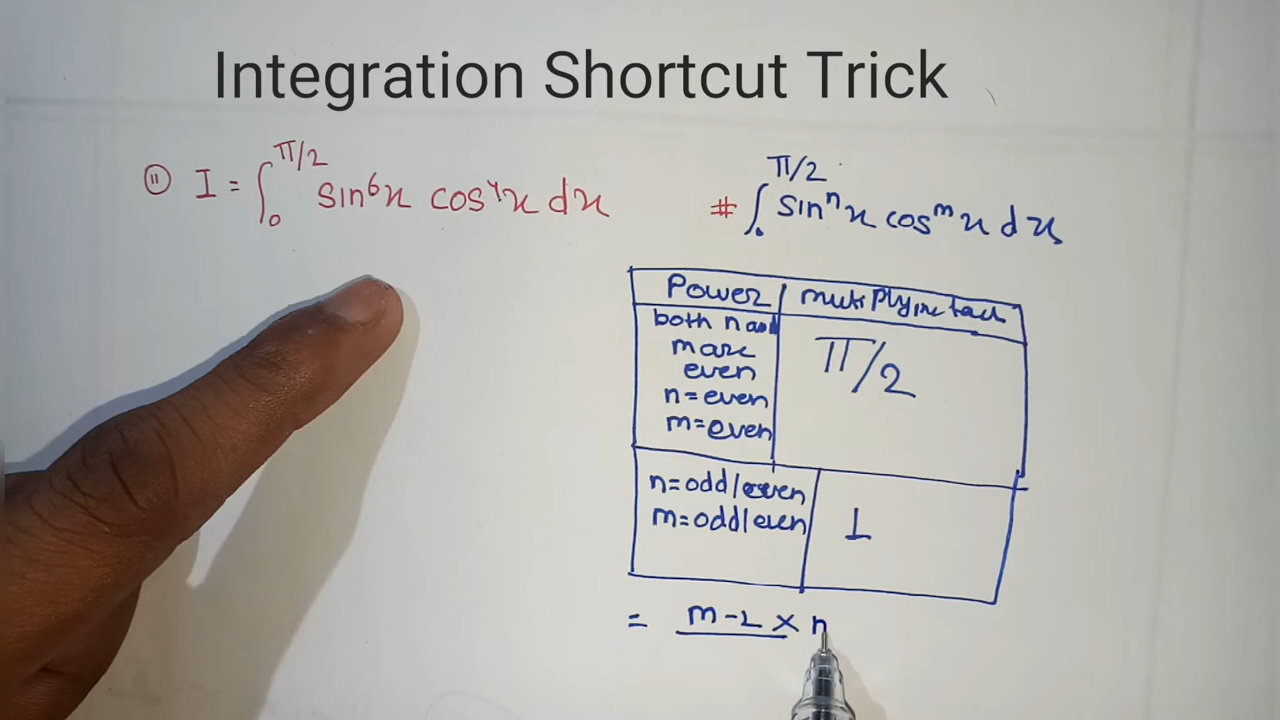 Integration Shortcut Trick
⑪ I = ∫₀^π/2 sin⁶x cos⁴x dx
# ∫₀^π/2 sinⁿx cosᵐx dx
Power
both n and
m are
even
n=even
m=even
π/2
n=odd/even
m=odd/even
1
= m-1 × n